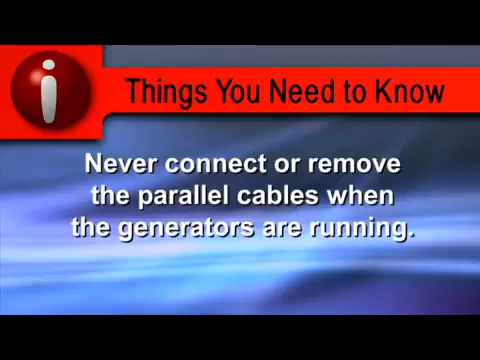 i
Things You Need to Know
Never connect or remove
the parallel cables when
the generators are running.